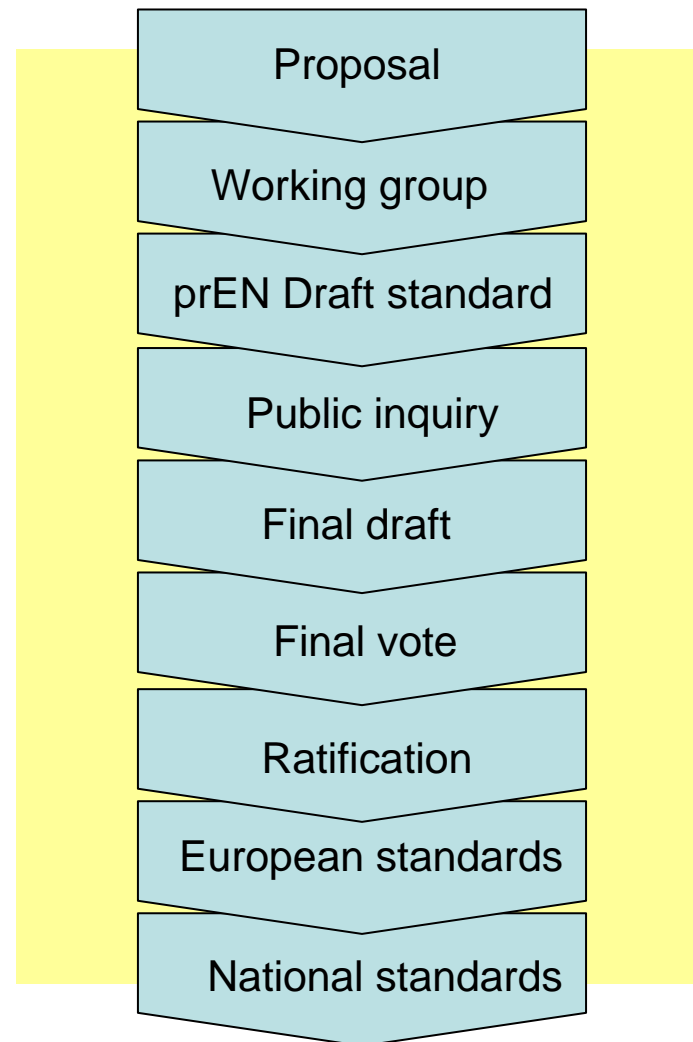 Proposal
Working group
prEN Draft standard
Public inquiry
Final draft
Final vote
Ratification
European standards
National standards